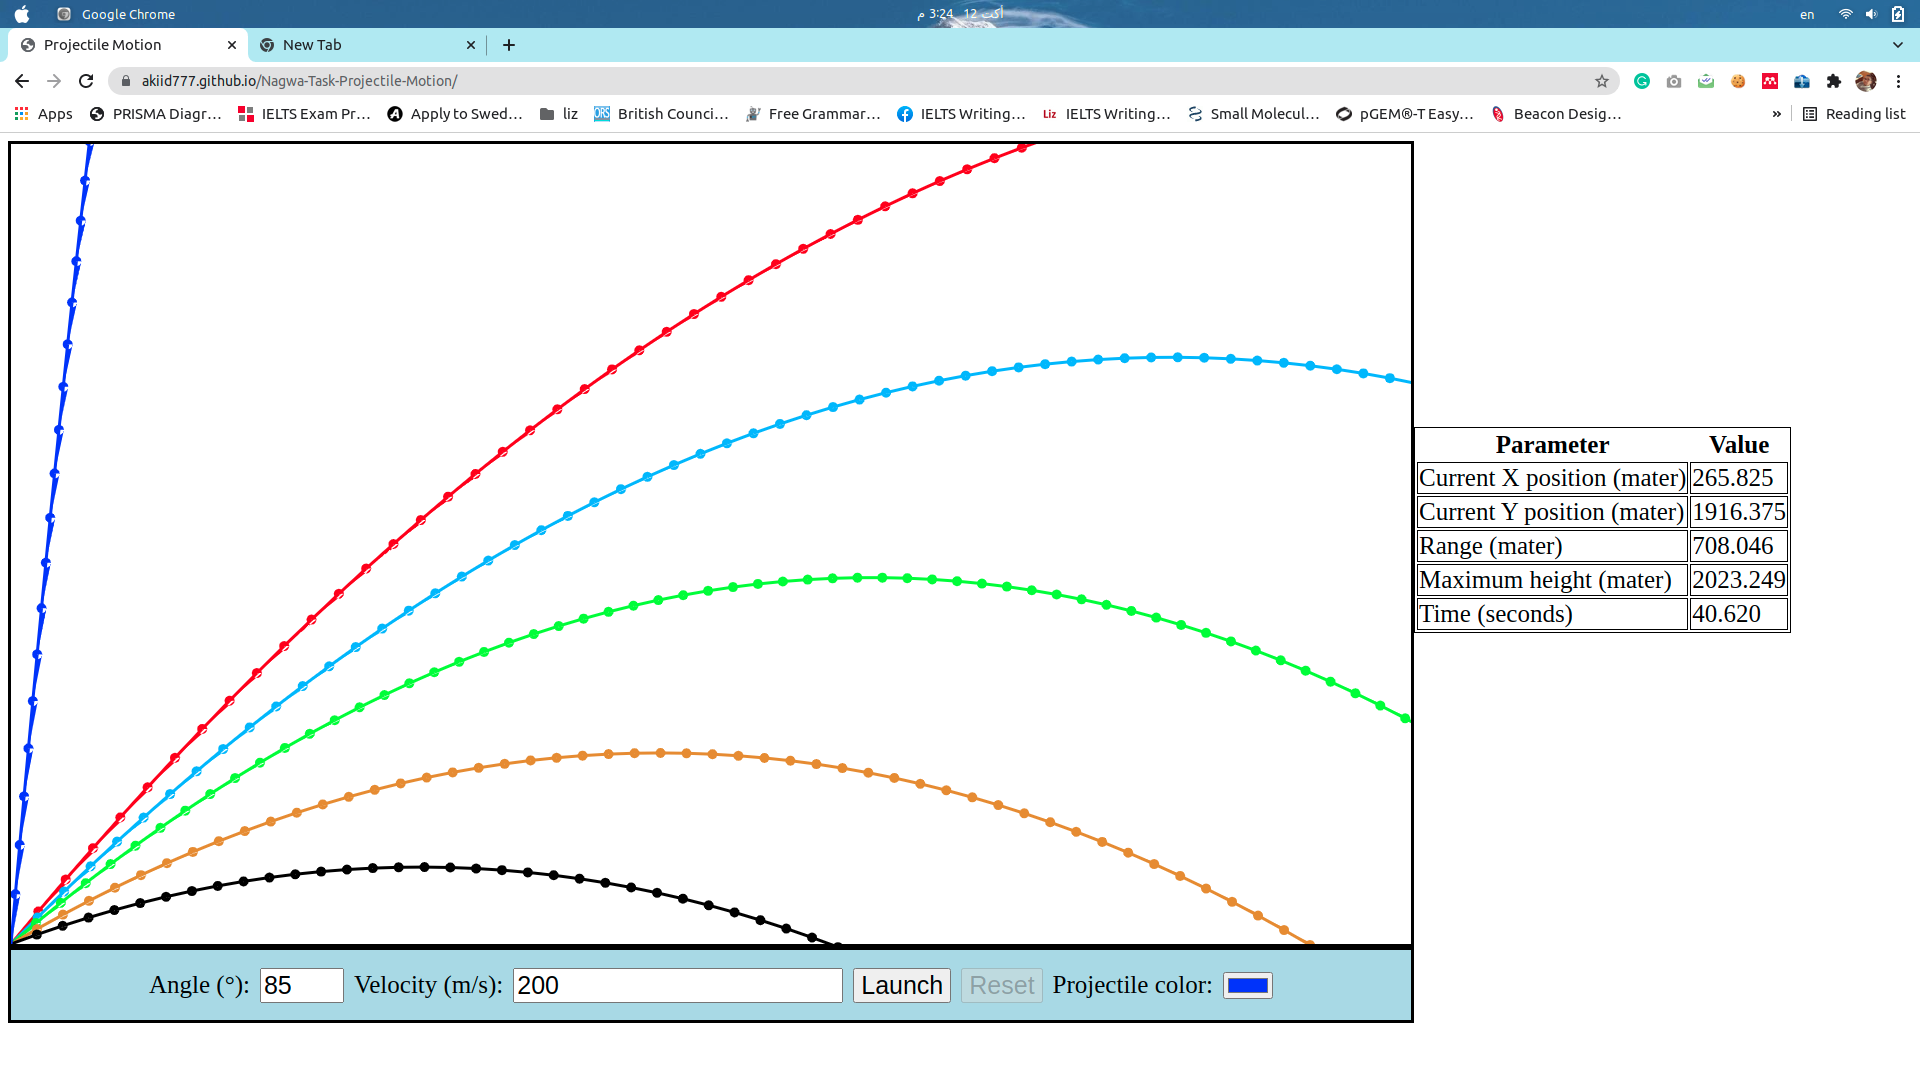 Google Chrome
أكت 12 3:24 م
en
Projectile Motion
New Tab
akiid777.github.io/Nagwa-Task-Projectile-Motion/
Apps
PRISMA Diagr…
IELTS Exam Pr…
Apply to Swed…
liz
British Counci…
Free Grammar…
IELTS Writing…
Liz IELTS Writing…
Small Molecul…
pGEM®-T Easy…
Beacon Desig…
»
Reading list
Parameter Value
Current X position (mater) 265.825
Current Y position (mater) 1916.375
Range (mater) 708.046
Maximum height (mater) 2023.249
Time (seconds) 40.620
Angle (°): 85 Velocity (m/s): 200 Launch Reset Projectile color: